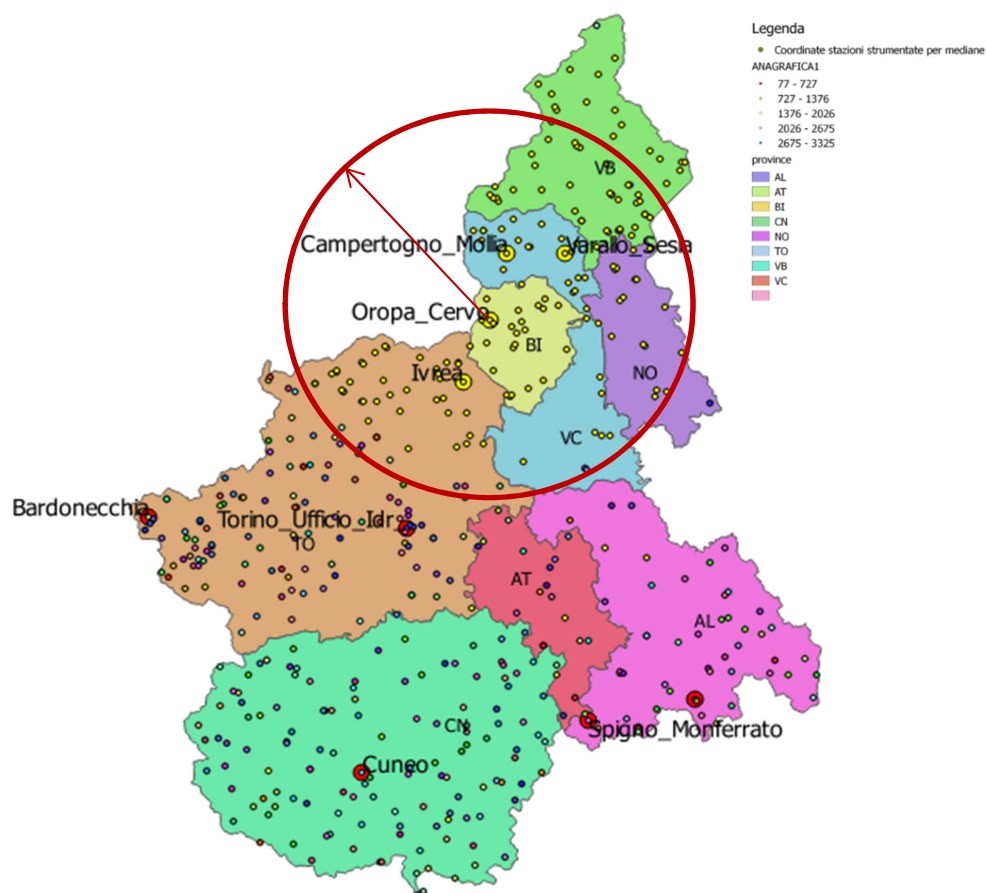 Legenda
Coordinate stazioni strumentate per mediane
ANAGRAFICA1
77 - 727
727 - 1376
1376 - 2026
2026 - 2675
2675 - 3325
province
AL
AT
BI
CN
NO
TO
VB
VC
VB
Campertogno_Mollia
Varallo_Sesia
Oropa_Cervo
BI
Ivrea
NO
VC
Bardonecchia
Torino_Ufficio_Idr
TO
AT
AL
CN
Spigno_Monferrato
Cuneo